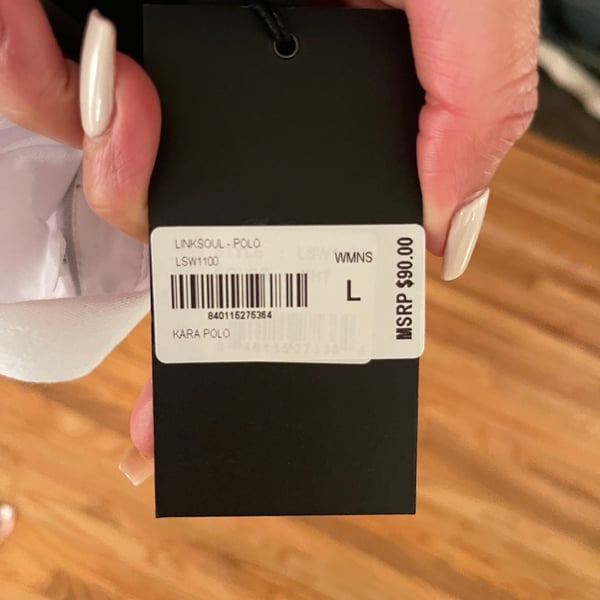 LINKSOUL - POLO
LSW1100
WMNS
L
840115275364
KARA POLO
MSRP $90.00